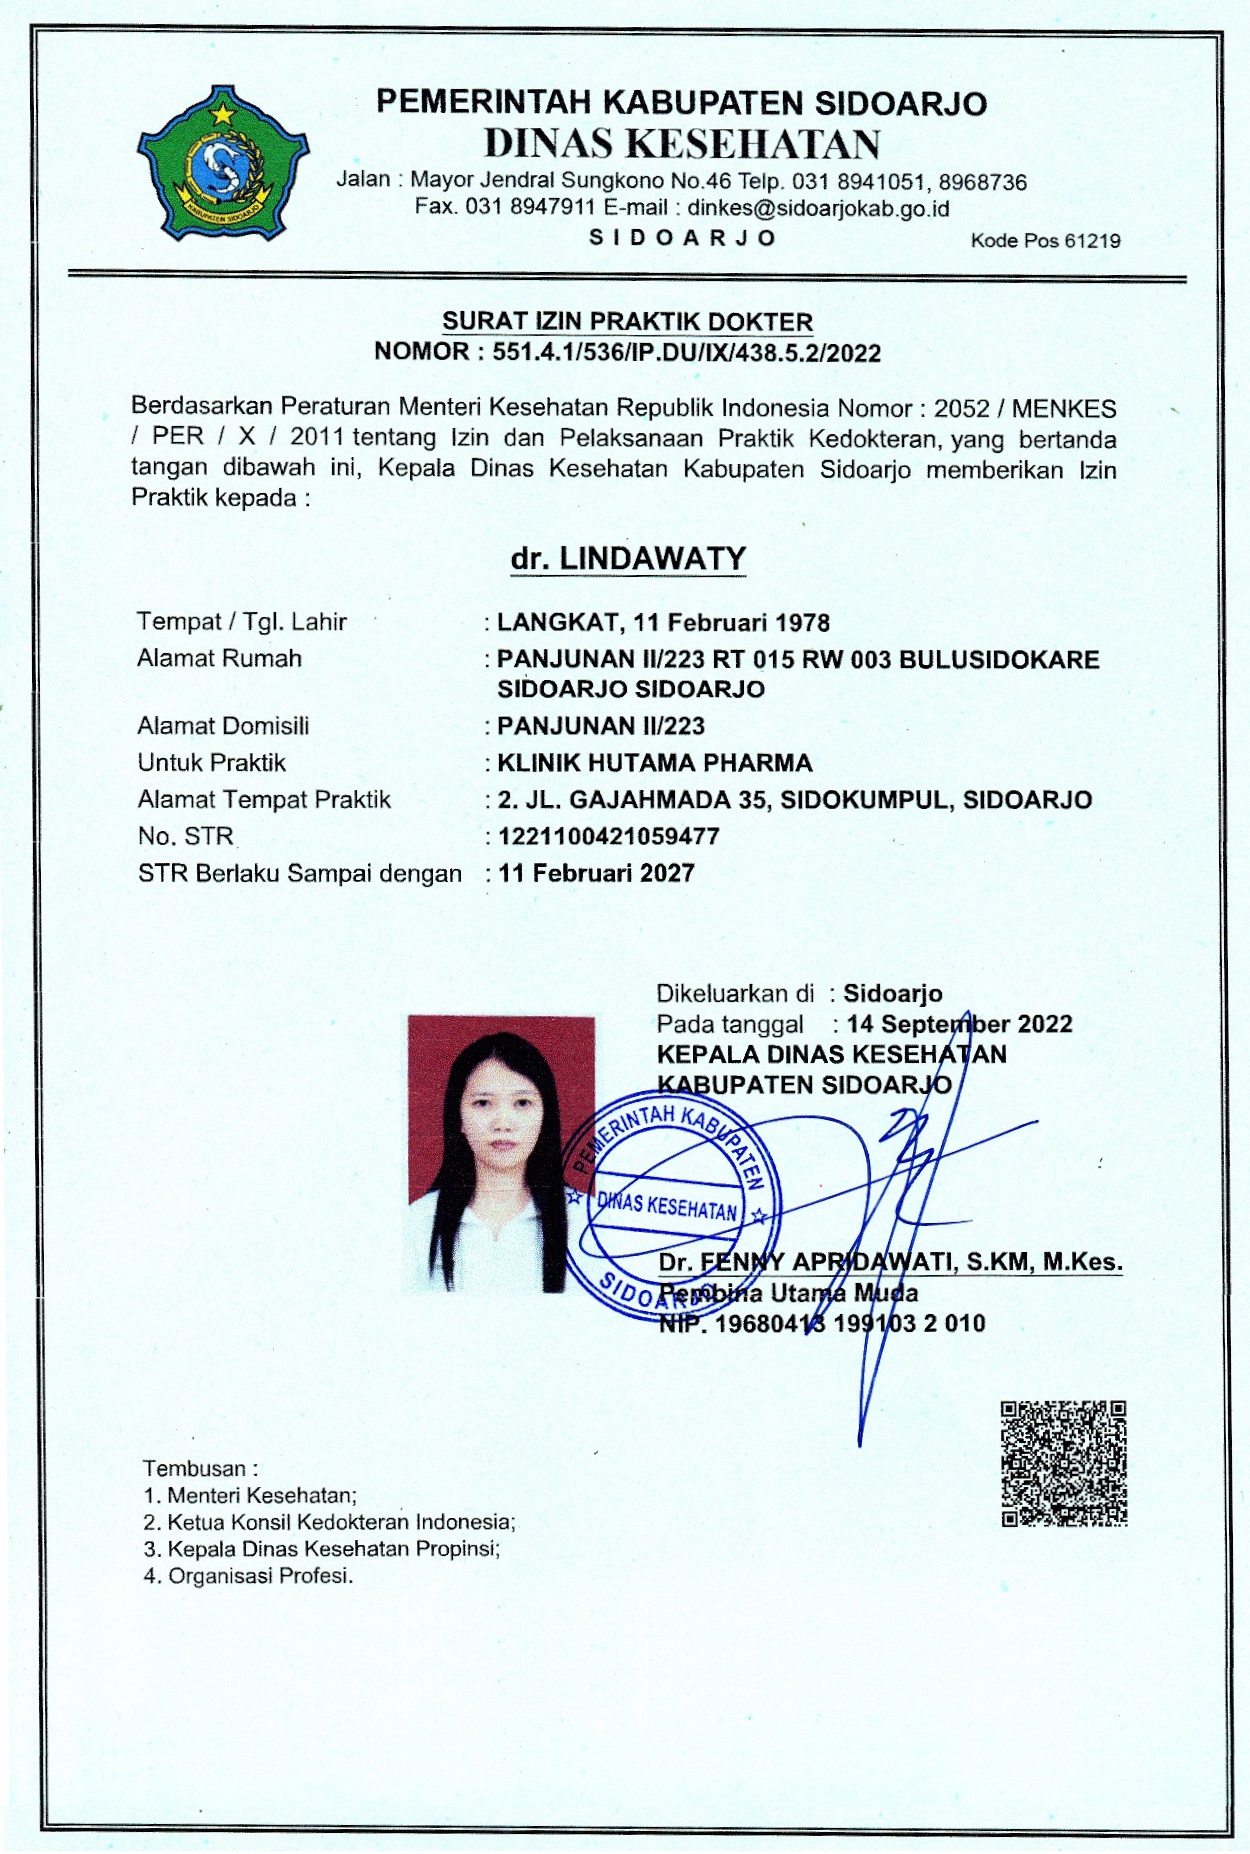 PEMERINTAH KABUPATEN SIDOARJO
DINAS KESEHATAN
Jalan : Mayor Jendral Sungkono No.46 Telp. 031 8941051, 8968736
Fax. 031 8947911 E-mail : dinkes@sidoarjokab.go.id
S I D O A R J O
Kode Pos 61219
KABUPATEN SIDOARJO
SURAT IZIN PRAKTIK DOKTER
NOMOR : 551.4.1/536/IP.DU/IX/438.5.2/2022
Berdasarkan Peraturan Menteri Kesehatan Republik Indonesia Nomor : 2052 / MENKES
/ PER / X / 2011 tentang Izin dan Pelaksanaan Praktik Kedokteran, yang bertanda
tangan dibawah ini, Kepala Dinas Kesehatan Kabupaten Sidoarjo memberikan Izin
Praktik kepada :
dr. LINDAWATY
Tempat / Tgl. Lahir : LANGKAT, 11 Februari 1978
Alamat Rumah : PANJUNAN II/223 RT 015 RW 003 BULUSIDOKARE
SIDOARJO SIDOARJO
Alamat Domisili : PANJUNAN II/223
Untuk Praktik : KLINIK HUTAMA PHARMA
Alamat Tempat Praktik : 2. JL. GAJAHMADA 35, SIDOKUMPUL, SIDOARJO
No. STR : 1221100421059477
STR Berlaku Sampai dengan : 11 Februari 2027
Dikeluarkan di : Sidoarjo
Pada tanggal : 14 September 2022
KEPALA DINAS KESEHATAN
KABUPATEN SIDOARJO
PEMERINTAH KABUPATEN
DINAS KESEHATAN
SIDOARJO
Dr. FENNY APRIDAWATI, S.KM, M.Kes.
Pembina Utama Muda
NIP. 19680413 199103 2 010
Tembusan :
1. Menteri Kesehatan;
2. Ketua Konsil Kedokteran Indonesia;
3. Kepala Dinas Kesehatan Propinsi;
4. Organisasi Profesi.